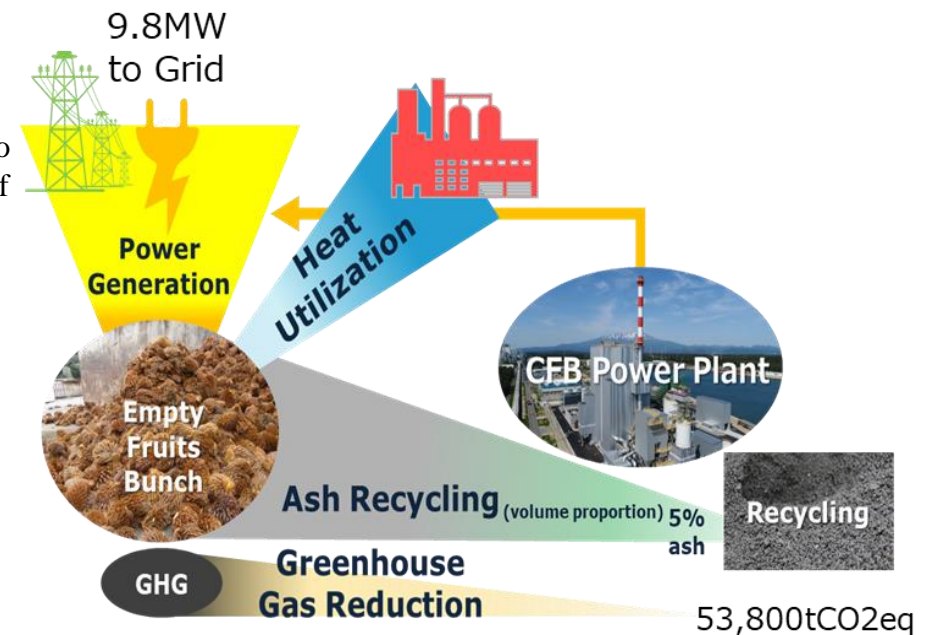 9.8MW
to Grid
o
f
Power
Generation
Heat
Utilization
CFB Power Plant
Empty
Fruits
Bunch
Ash Recycling (volume proportion) 5%
ash
Recycling
GHG
Greenhouse
Gas Reduction
53,800tCO2eq